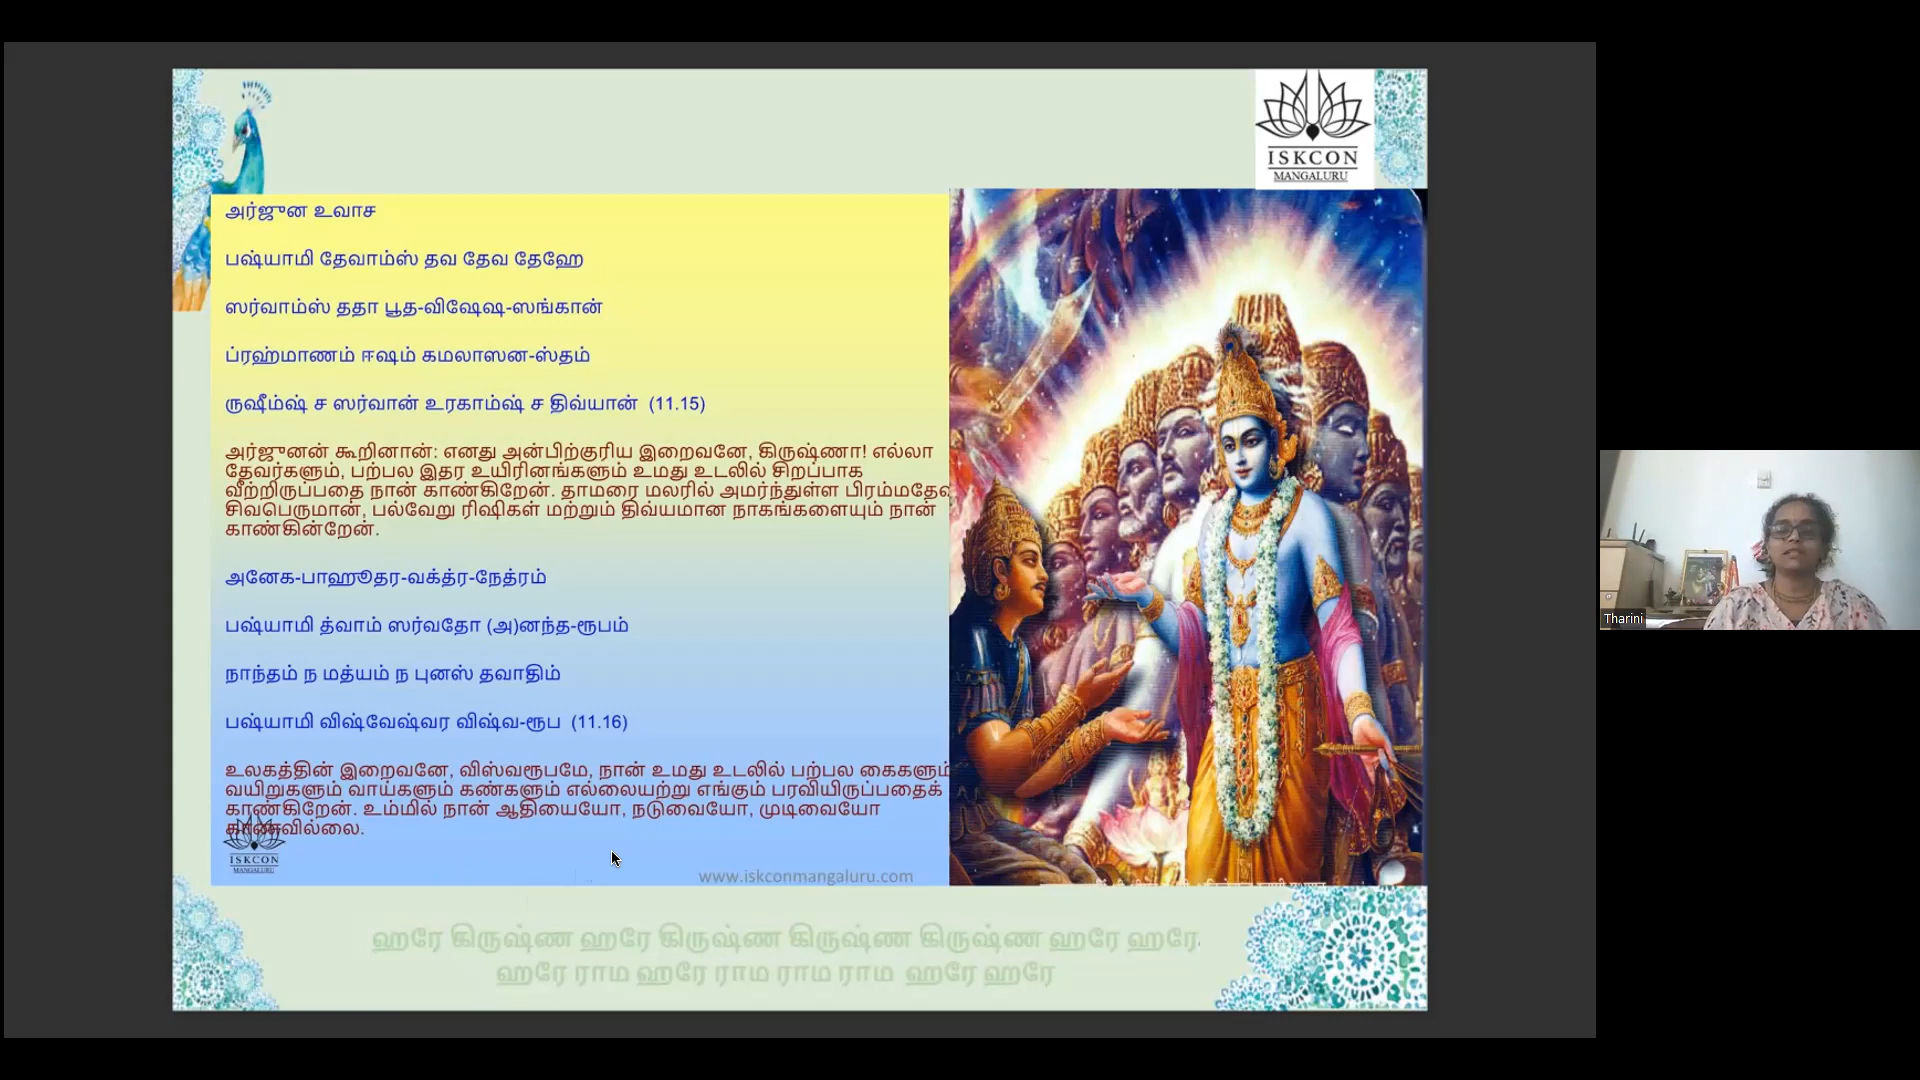 ISKCON
MANGALURU
அர்ஜுன உவாச
பஷ்யாமி தேவாம்ஸ் தவ தேவ தேஹே
ஸர்வாம்ஸ் ததா பூத-விஷேஷ-ஸங்கான்
ப்ரஹ்மாணம் ஈஷம் கமலாஸன-ஸ்தம்
ருஷீம்ஷ் ச ஸர்வான் உரகாம்ஷ் ச திவ்யான் (11.15)
அர்ஜுனன் கூறினான்: எனது அன்பிற்குரிய இறைவனே, கிருஷ்ணா! எல்லா
தேவர்களும், பற்பல இதர உயிரினங்களும் உமது உடலில் சிறப்பாக
வீற்றிருப்பதை நான் காண்கிறேன். தாமரை மலரில் அமர்ந்துள்ள
சிவபெருமான், பல்வேறு ரிஷிகள் மற்றும் திவ்யமான நாகங்களையும் நான்
காண்கின்றேன்.
அனேக-பாஹூதர-வக்த்ர-நேத்ரம்
பஷ்யாமி த்வாம் ஸர்வதோ (அ)னந்த-ரூபம்
நாந்தம் ந மத்யம் ந புனஸ் தவாதிம்
பஷ்யாமி விஷ்வேஷ்வர விஷ்வ-ரூப (11.16)
உலகத்தின் இறைவனே, விஸ்வரூபமே, நான் உமது உடலில் பற்பல கைகளும்
வயிறுகளும் வாய்களும் கண்களும் எல்லையற்று எங்கும் பரவியிருப்பதைக்
காண்கிறேன். உம்மில் நான் ஆதியையோ, நடுவையோ, முடிவையோ
காணவில்லை.
ISKCON
MANGALURU
www.iskconmangaluru.com
ஹரே கிருஷ்ண ஹரே கிருஷ்ண கிருஷ்ண கிருஷ்ண ஹரே ஹரே
ஹரே ராம ஹரே ராம ராம ராம ஹரே ஹரே
Tharini